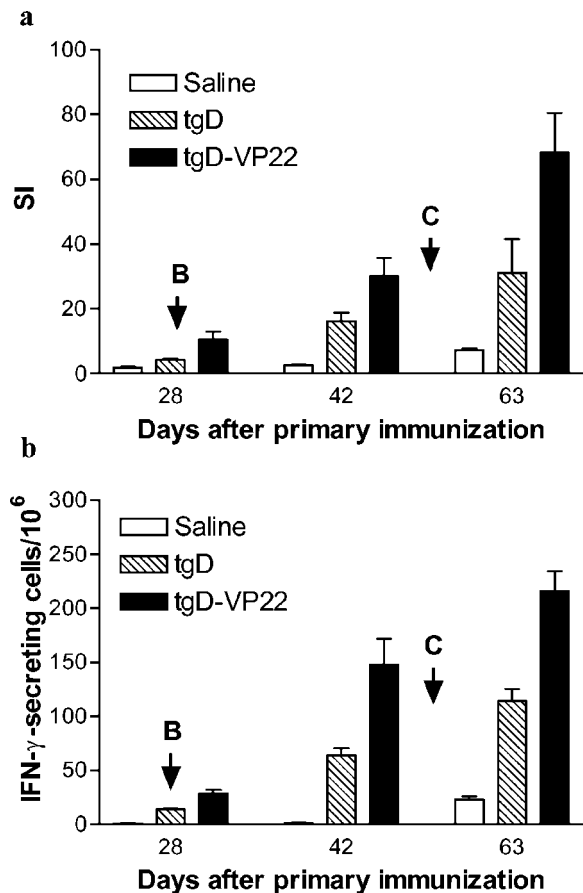 a
100
80
60
40
20
0
SI
Saline
tgD
tgD-VP22
B
C
28 42 63
Days after primary immunization
b
300
250
200
150
100
50
0
IFN-γ-secreting cells/10⁶
Saline
tgD
tgD-VP22
B
C
28 42 63
Days after primary immunization